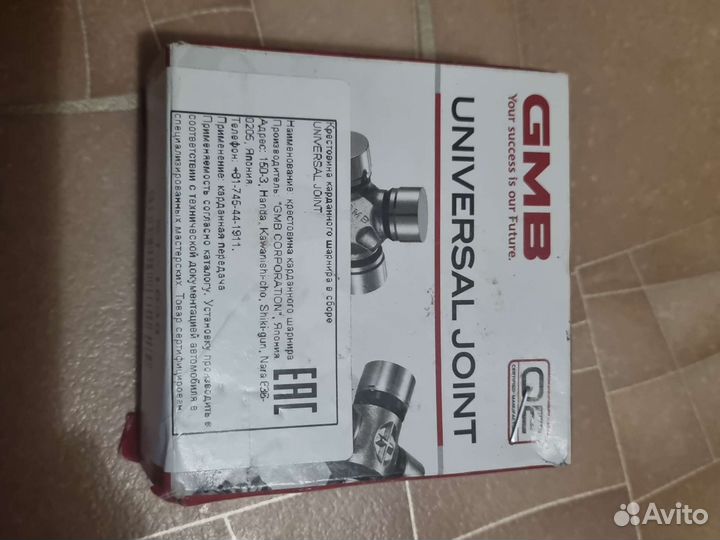 GMB
Your success is our Future.
UNIVERSAL JOINT
GMB
CERTIFIED MANUFACTURER
Крестовина карданного шарнира в сборе
UNIVERSAL JOINT
Наименование: крестовина карданного шарнира
Производитель: "GMB CORPORATION", Япония
Адрес: 150-3, Handa, Kawanishi-cho, Shiki-gun, Nara 636-
0205, Япония.
Телефон: +81-745-44-1911.
Применение: карданная передача
Применяемость согласно каталогу. Установку производить в
соответствии с технической документацией автомобиля в
специализированных мастерских. Товар сертифицирован.
EAC
Avito